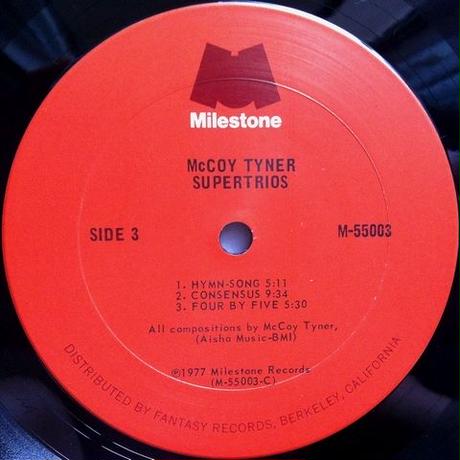 Milestone
McCOY TYNER
SUPERTRIOS
SIDE 3
M-55003
1. HYMN-SONG 5:11
2. CONSENSUS 9:34
3. FOUR BY FIVE 5:30
All compositions by McCoy Tyner,
(Aisha Music-BMI)
℗1977 Milestone Records
(M-55003-C)
DISTRIBUTED BY FANTASY RECORDS, BERKELEY, CALIFORNIA